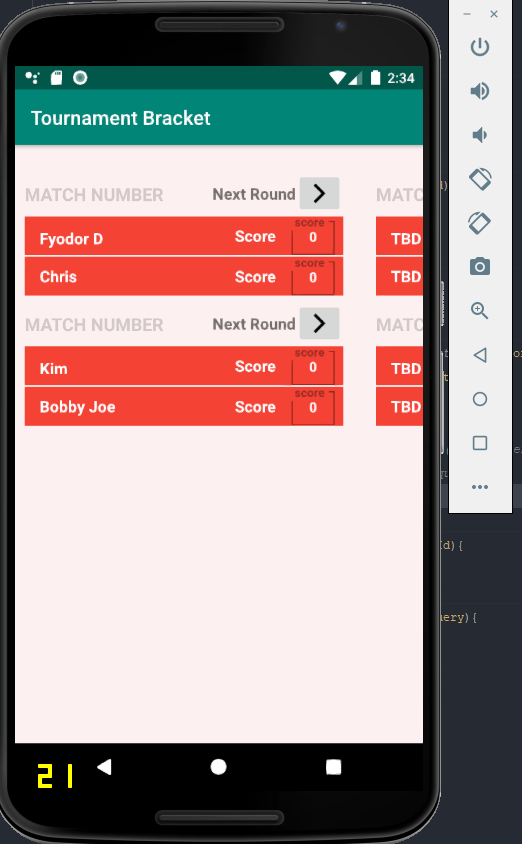 2:34
Tournament Bracket
MATCH NUMBER Next Round MATC
Fyodor D Score score 0 TBD
Chris Score score 0 TBD
MATCH NUMBER Next Round MATC
Kim Score score 0 TBD
Bobby Joe Score score 0 TBD
21
d){
uery){